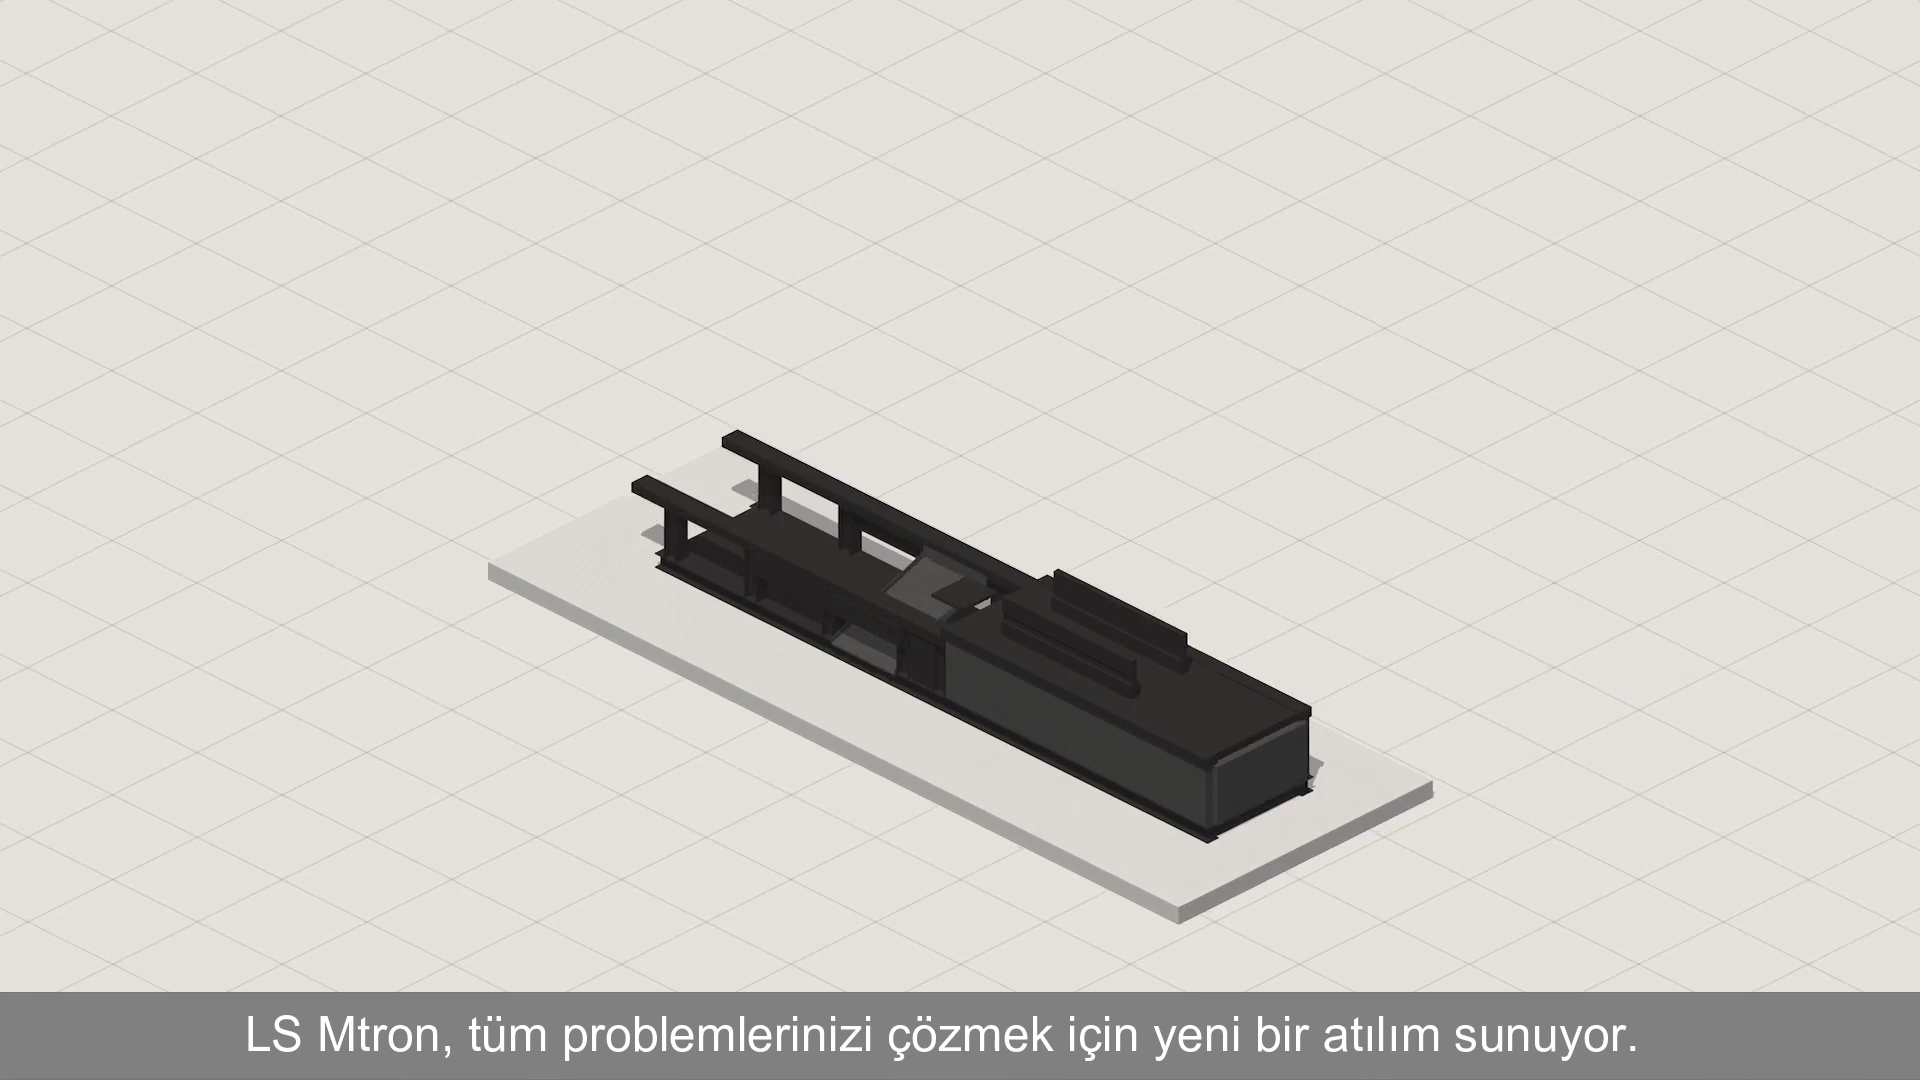 LS Mtron, tüm problemlerinizi çözmek için yeni bir atılım sunuyor.